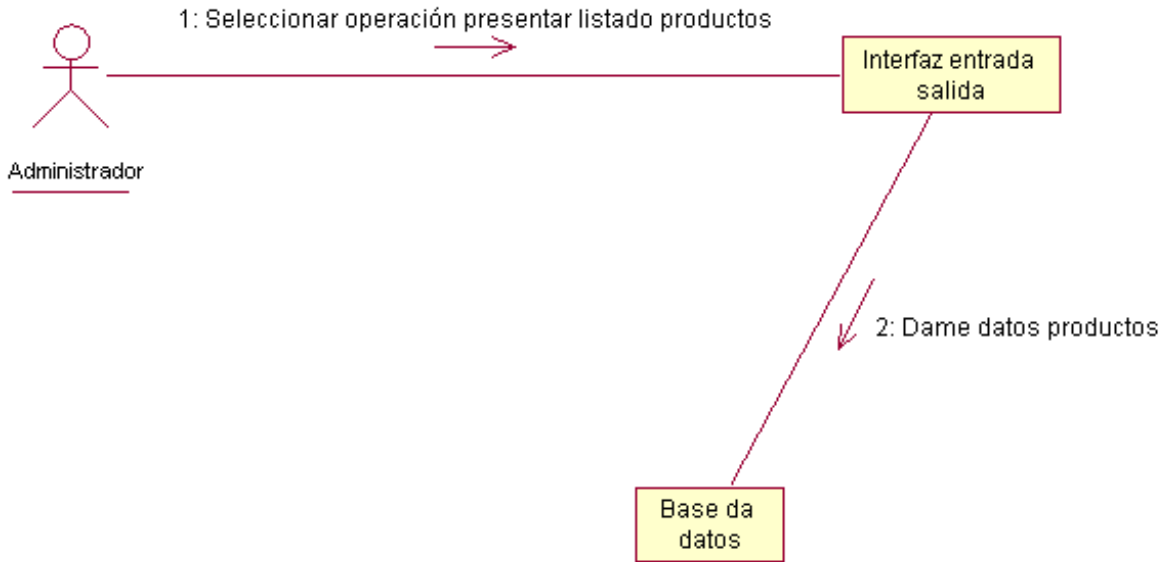 1: Seleccionar operación presentar listado productos
Interfaz entrada
salida
Administrador
2: Dame datos productos
Base da
datos